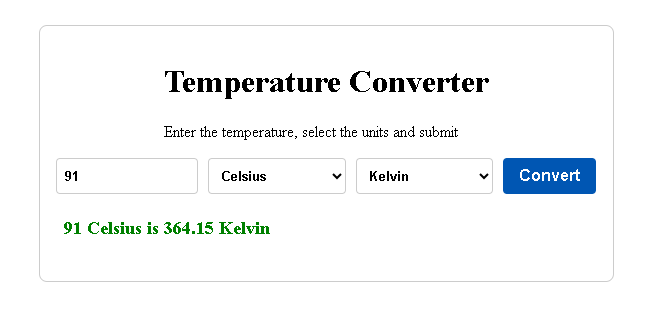 Temperature Converter
Enter the temperature, select the units and submit
91 Celsius Kelvin Convert
91 Celsius is 364.15 Kelvin